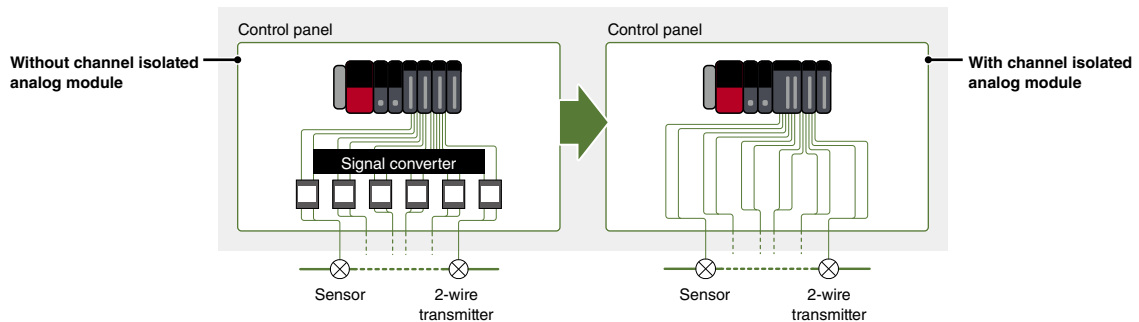 Control panel
Control panel
Without channel isolated
analog module
With channel isolated
analog module
Signal converter
Sensor
2-wire
transmitter
Sensor
2-wire
transmitter